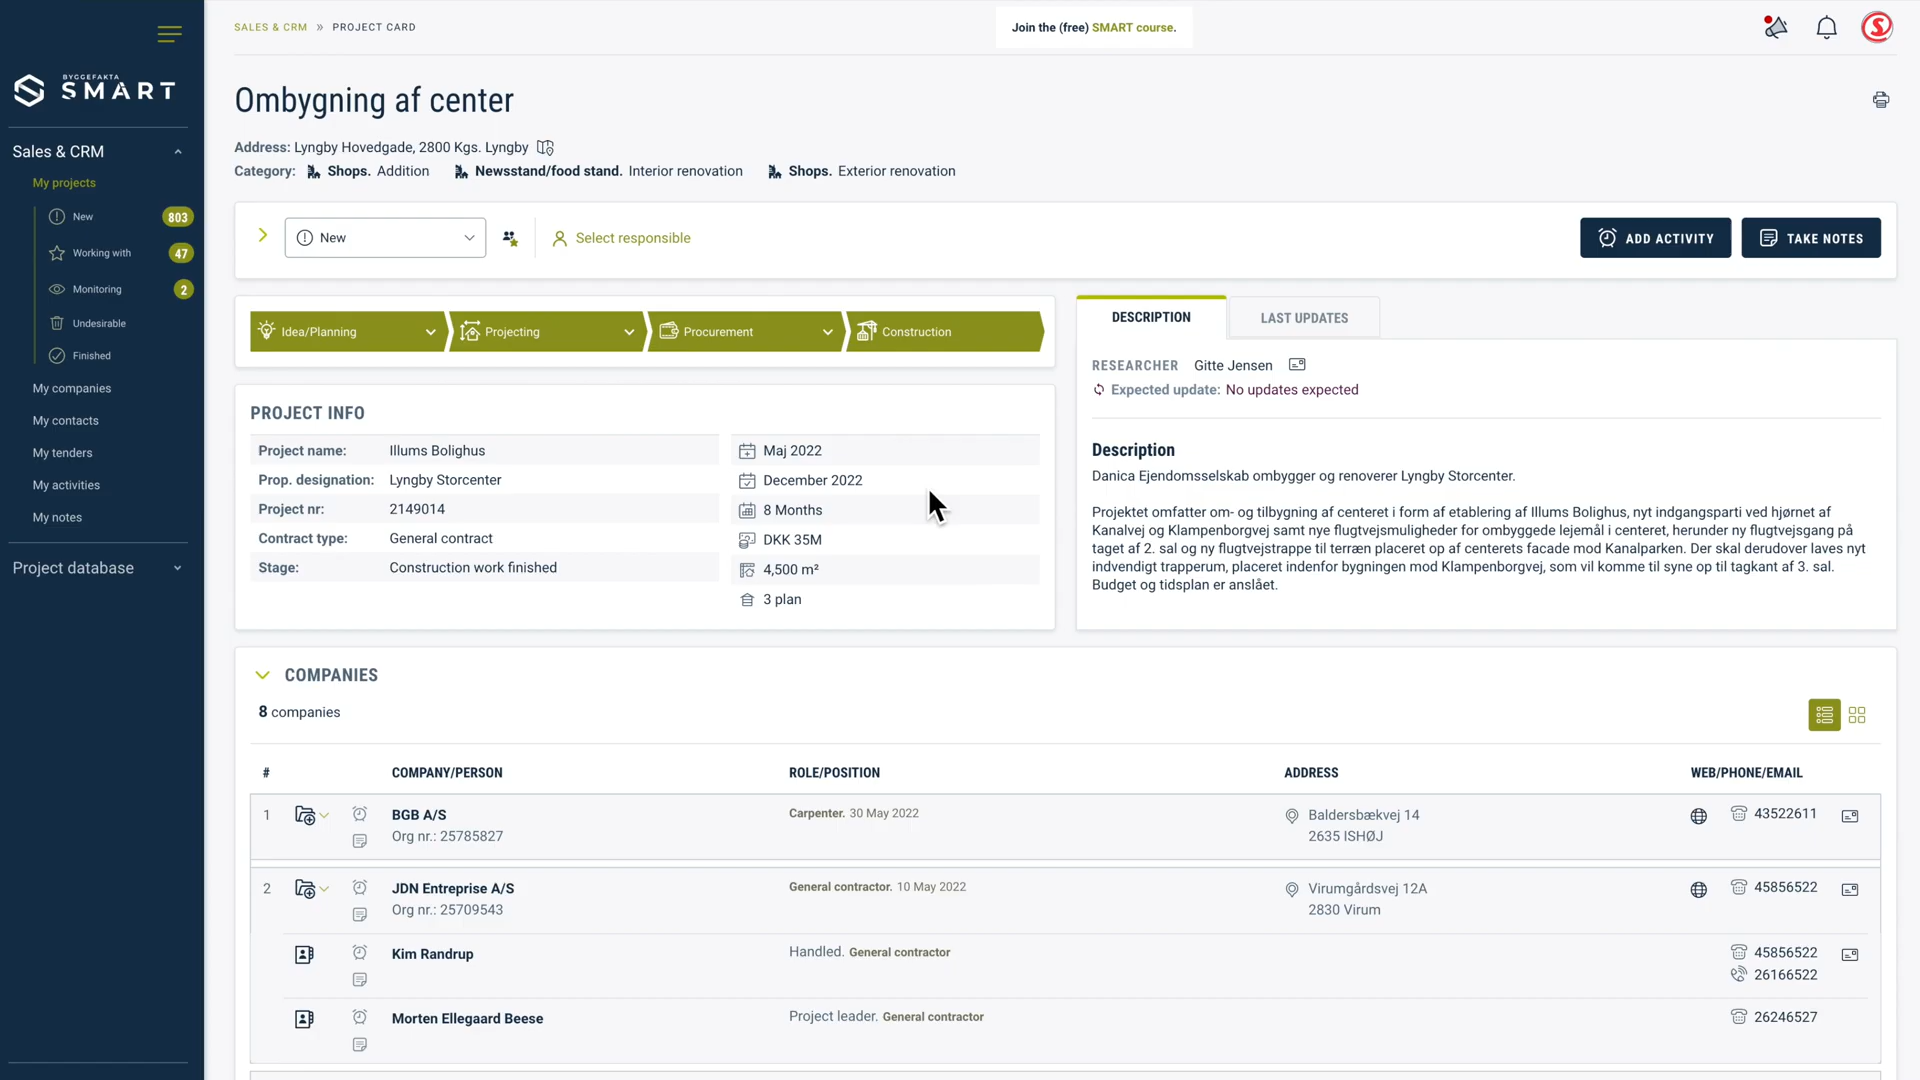 SALES & CRM » PROJECT CARD
Join the (free) SMART course.
BYGGEFAKTA
SMART
Sales & CRM
My projects
New 803
Working with 47
Monitoring 2
Undesirable
Finished
My companies
My contacts
My tenders
My activities
My notes
Project database
Ombygning af center
Address: Lyngby Hovedgade, 2800 Kgs. Lyngby
Category: Shops. Addition Newsstand/food stand. Interior renovation Shops. Exterior renovation
New Select responsible ADD ACTIVITY TAKE NOTES
Idea/Planning Projecting Procurement Construction
PROJECT INFO
Project name: Illums Bolighus
Prop. designation: Lyngby Storcenter
Project nr: 2149014
Contract type: General contract
Stage: Construction work finished
Maj 2022
December 2022
8 Months
DKK 35M
4,500 m²
3 plan
DESCRIPTION LAST UPDATES
RESEARCHER Gitte Jensen
Expected update: No updates expected
Description
Danica Ejendomsselskab ombygger og renoverer Lyngby Storcenter.
Projektet omfatter om- og tilbygning af centeret i form af etablering af Illums Bolighus, nyt indgangsparti ved hjørnet af
Kanalvej og Klampenborgvej samt nye flugtvejsmuligheder for ombyggede lejemål i centeret, herunder ny flugtvejsgang på
taget af 2. sal og ny flugtvejstrappe til terræn placeret op af centerets facade mod Kanalparken. Der skal derudover laves nyt
indvendigt trapperum, placeret indenfor bygningen mod Klampenborgvej, som vil komme til syne op til tagkant af 3. sal.
Budget og tidsplan er anslået.
COMPANIES
8 companies
# COMPANY/PERSON ROLE/POSITION ADDRESS WEB/PHONE/EMAIL
1 BGB A/S Carpenter. 30 May 2022 Baldersbækvej 14 43522611
Org nr.: 25785827 2635 ISHØJ
2 JDN Entreprise A/S General contractor. 10 May 2022 Virumgårdsvej 12A 45856522
Org nr.: 25709543 2830 Virum
Kim Randrup Handled. General contractor 45856522
26166522
Morten Ellegaard Beese Project leader. General contractor 26246527